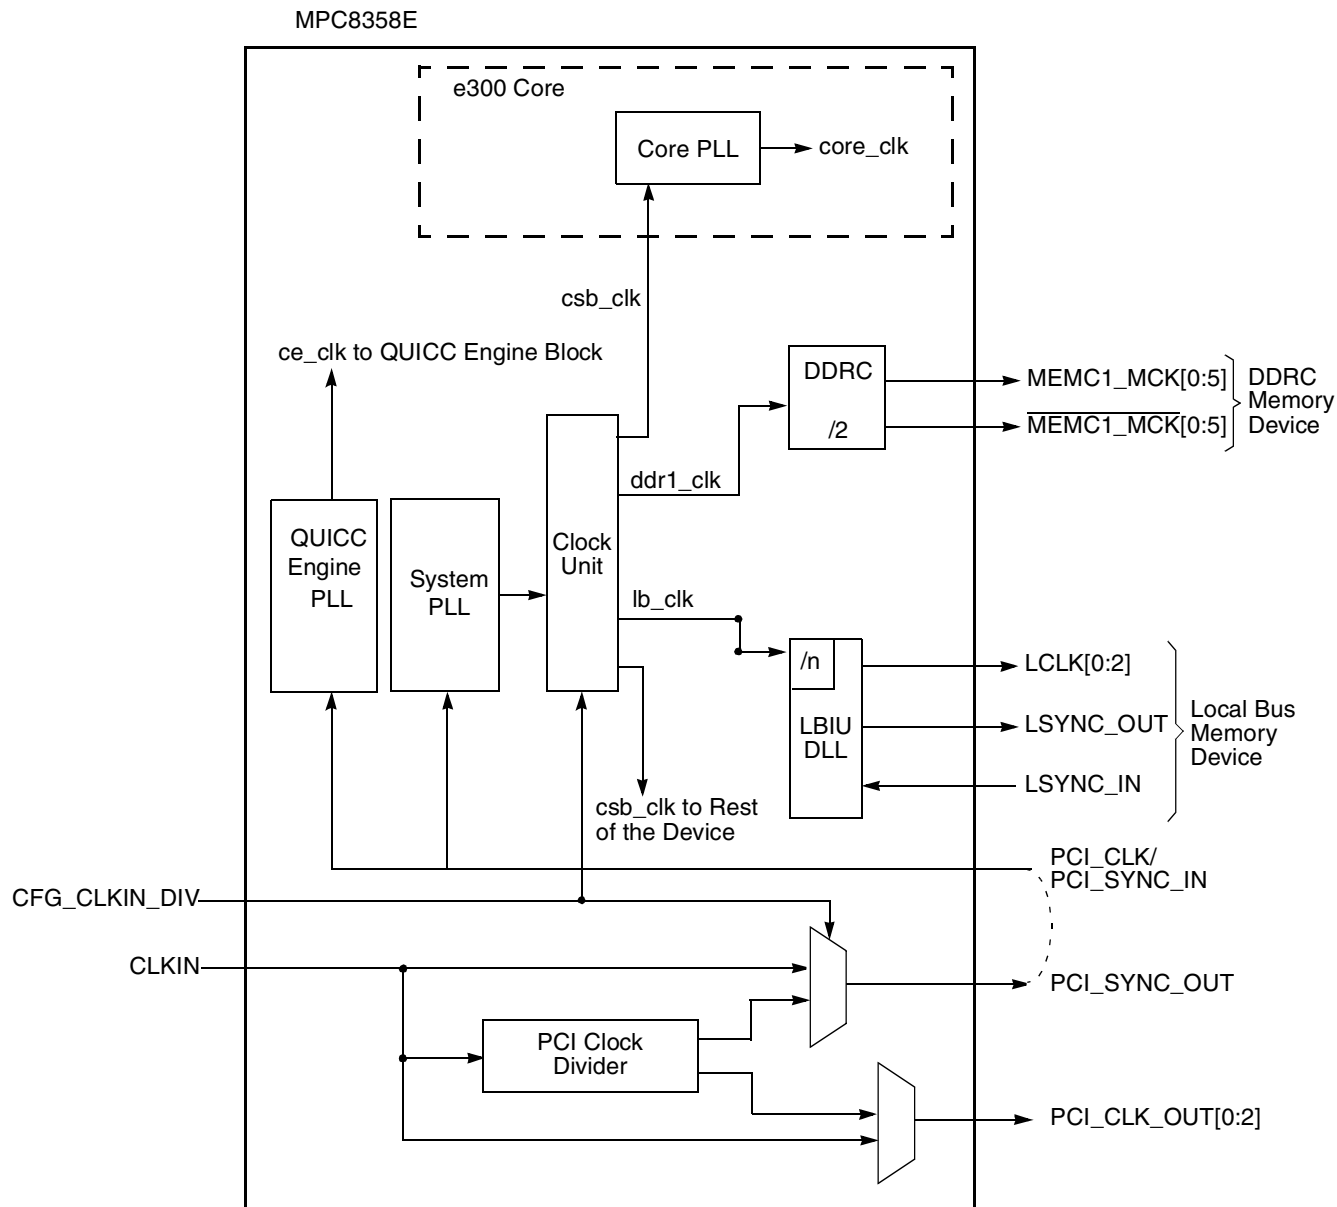 MPC8358E
e300 Core
Core PLL
core_clk
csb_clk
ce_clk to QUICC Engine Block
DDRC
/2
MEMC1_MCK[0:5]
MEMC1_MCK[0:5]
DDRC
Memory
Device
ddr1_clk
QUICC
Engine
PLL
System
PLL
Clock
Unit
lb_clk
/n
LBIU
DLL
LCLK[0:2]
LSYNC_OUT
LSYNC_IN
Local Bus
Memory
Device
csb_clk to Rest
of the Device
PCI_CLK/
PCI_SYNC_IN
CFG_CLKIN_DIV
CLKIN
PCI_SYNC_OUT
PCI Clock
Divider
PCI_CLK_OUT[0:2]